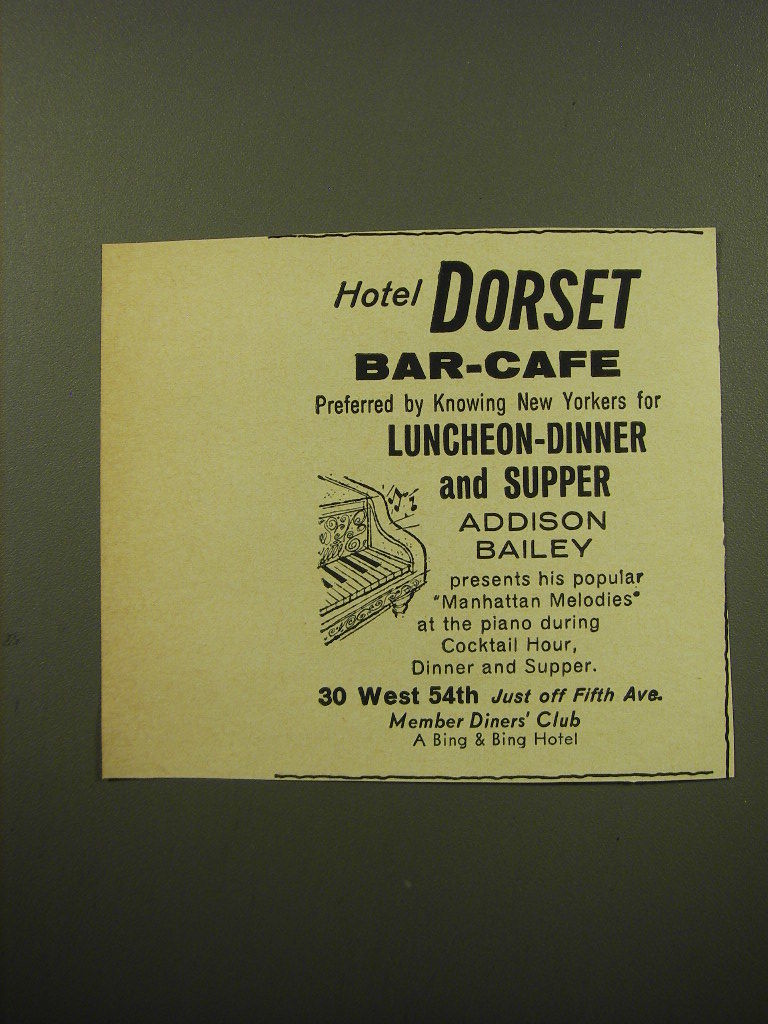 Hotel DORSET
BAR-CAFE
Preferred by Knowing New Yorkers for
LUNCHEON-DINNER
and SUPPER
ADDISON
BAILEY
presents his popular
"Manhattan Melodies"
at the piano during
Cocktail Hour,
Dinner and Supper.
30 West 54th Just off Fifth Ave.
Member Diners' Club
A Bing & Bing Hotel